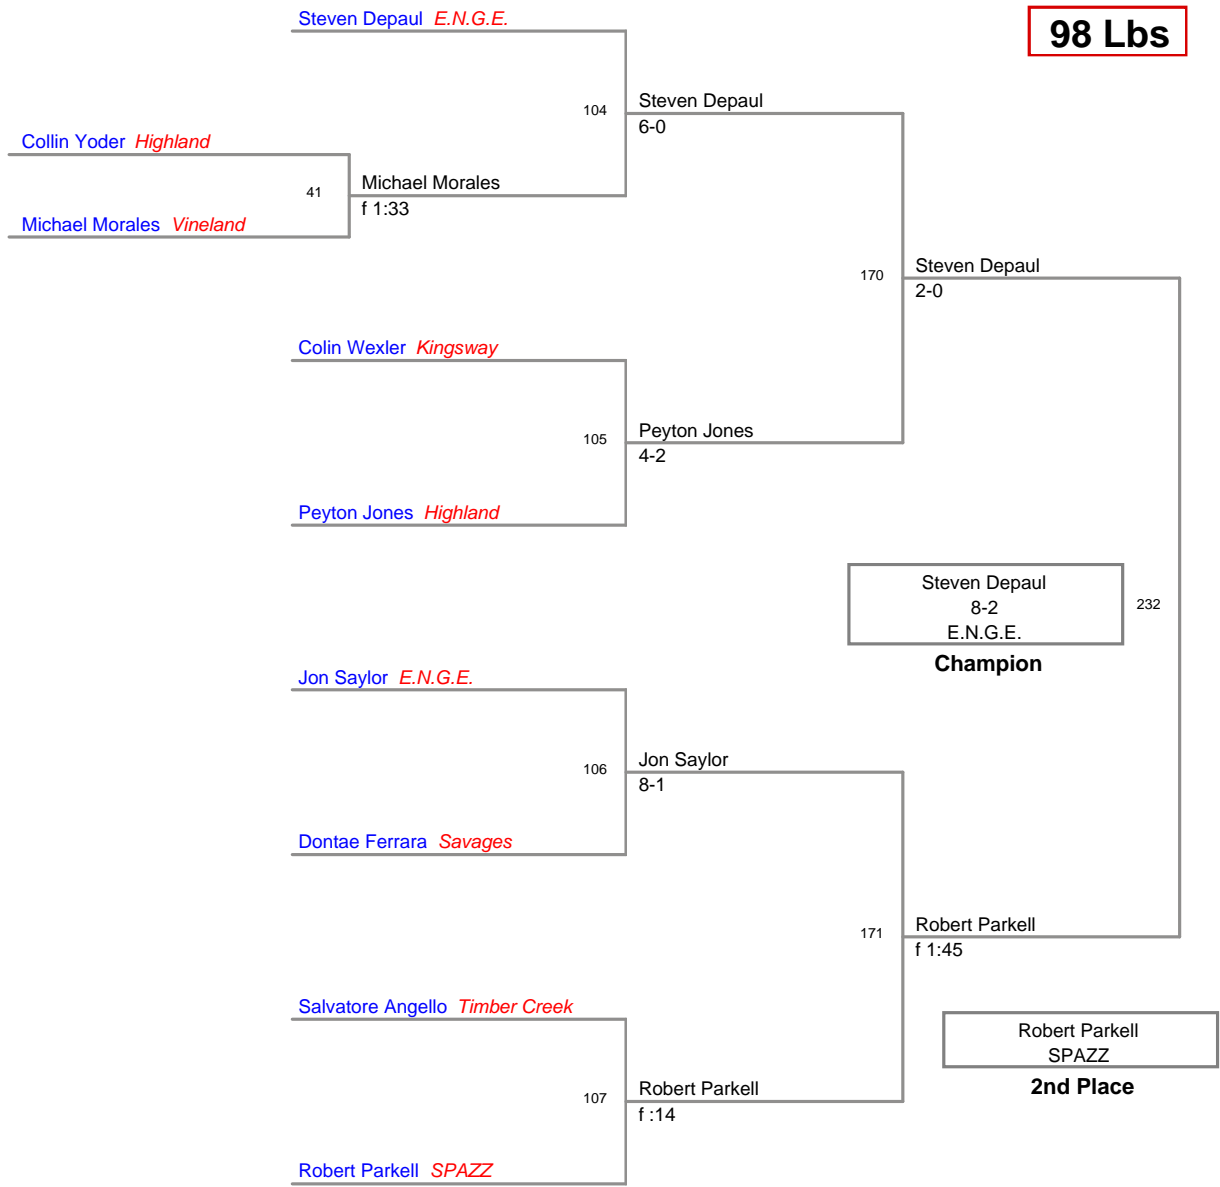 Steven Depaul E.N.G.E.
98 Lbs
104
Steven Depaul
6-0
Collin Yoder Highland
41
Michael Morales
f 1:33
Michael Morales Vineland
170
Steven Depaul
2-0
Colin Wexler Kingsway
105
Peyton Jones
4-2
Peyton Jones Highland
Steven Depaul
8-2
E.N.G.E.
232
Champion
Jon Saylor E.N.G.E.
106
Jon Saylor
8-1
Dontae Ferrara Savages
171
Robert Parkell
f 1:45
Salvatore Angello Timber Creek
Robert Parkell
SPAZZ
2nd Place
107
Robert Parkell
f :14
Robert Parkell SPAZZ